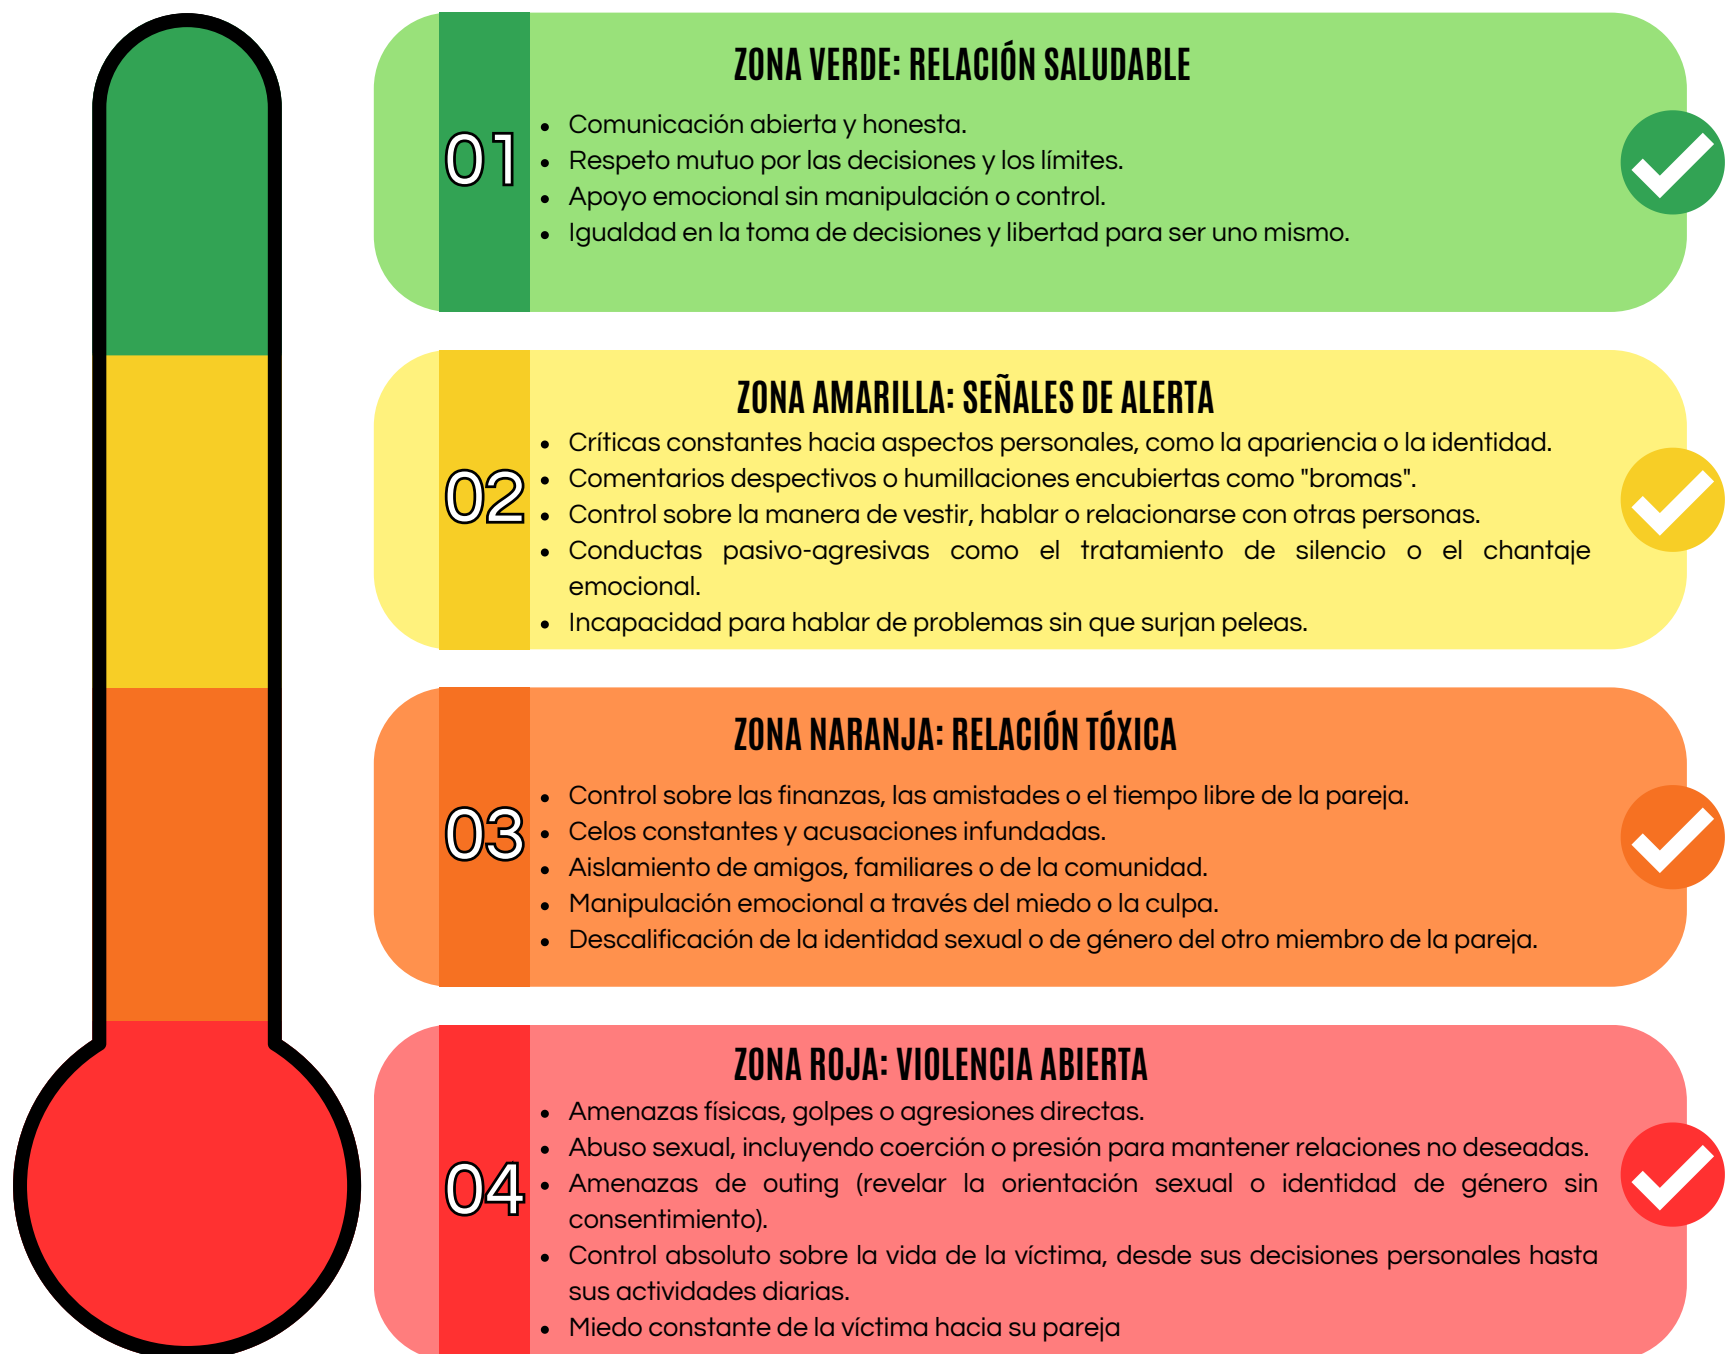 ZONA VERDE: RELACIÓN SALUDABLE
01
• Comunicación abierta y honesta.
• Respeto mutuo por las decisiones y los límites.
• Apoyo emocional sin manipulación o control.
• Igualdad en la toma de decisiones y libertad para ser uno mismo.
ZONA AMARILLA: SEÑALES DE ALERTA
02
• Críticas constantes hacia aspectos personales, como la apariencia o la identidad.
• Comentarios despectivos o humillaciones encubiertas como "bromas".
• Control sobre la manera de vestir, hablar o relacionarse con otras personas.
• Conductas pasivo-agresivas como el tratamiento de silencio o el chantaje
emocional.
• Incapacidad para hablar de problemas sin que surjan peleas.
ZONA NARANJA: RELACIÓN TÓXICA
03
• Control sobre las finanzas, las amistades o el tiempo libre de la pareja.
• Celos constantes y acusaciones infundadas.
• Aislamiento de amigos, familiares o de la comunidad.
• Manipulación emocional a través del miedo o la culpa.
• Descalificación de la identidad sexual o de género del otro miembro de la pareja.
ZONA ROJA: VIOLENCIA ABIERTA
04
• Amenazas físicas, golpes o agresiones directas.
• Abuso sexual, incluyendo coerción o presión para mantener relaciones no deseadas.
• Amenazas de outing (revelar la orientación sexual o identidad de género sin
consentimiento).
• Control absoluto sobre la vida de la víctima, desde sus decisiones personales hasta
sus actividades diarias.
• Miedo constante de la víctima hacia su pareja